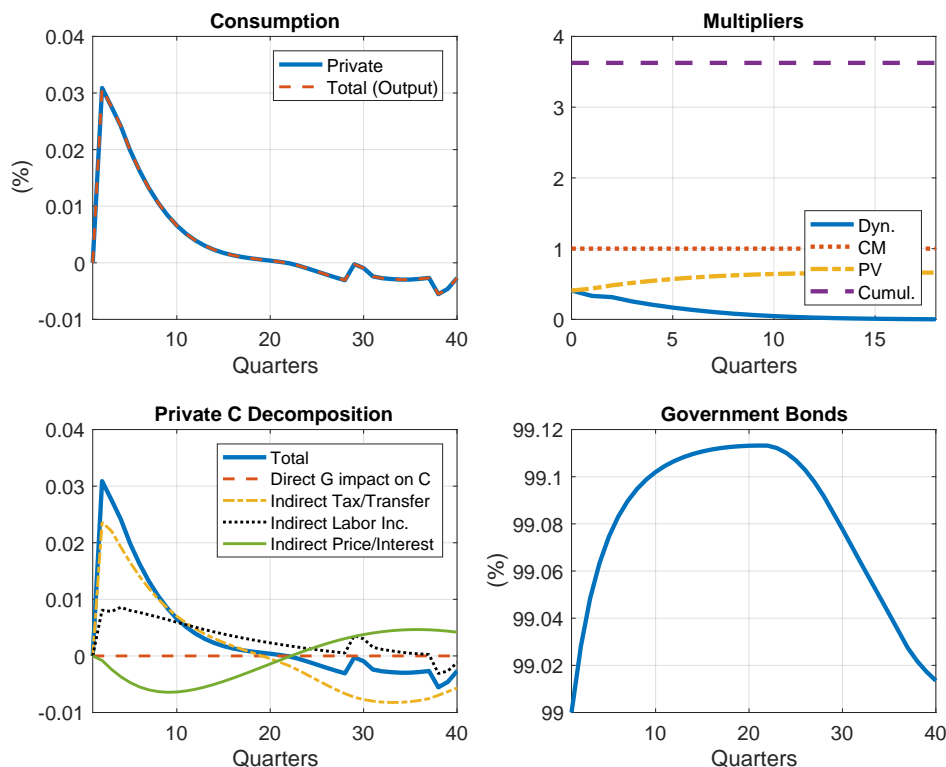 Consumption
0.04
0.03
0.02
0.01
0
-0.01
(%)
10
20
30
40
Quarters
Private
Total (Output)
Multipliers
4
3
2
1
0
0
5
10
15
Quarters
Dyn.
CM
PV
Cumul.
Private C Decomposition
0.04
0.03
0.02
0.01
0
-0.01
10
20
30
40
Quarters
Total
Direct G impact on C
Indirect Tax/Transfer
Indirect Labor Inc.
Indirect Price/Interest
Government Bonds
99.12
99.1
99.08
99.06
99.04
99.02
99
(%)
10
20
30
40
Quarters